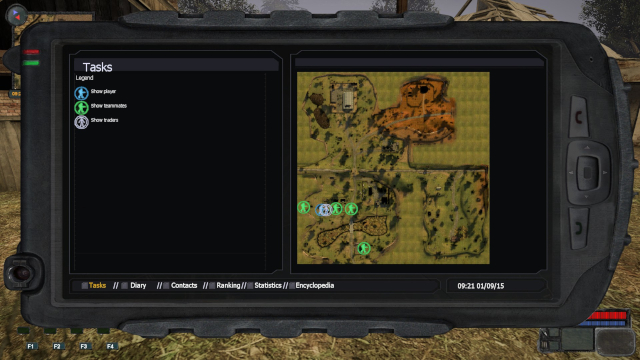 Tasks
Legend
Show player
Show teammates
Show traders
Tasks // Diary // Contacts // Ranking // Statistics // Encyclopedia
09:21 01/09/15
F1 F2 F3 F4